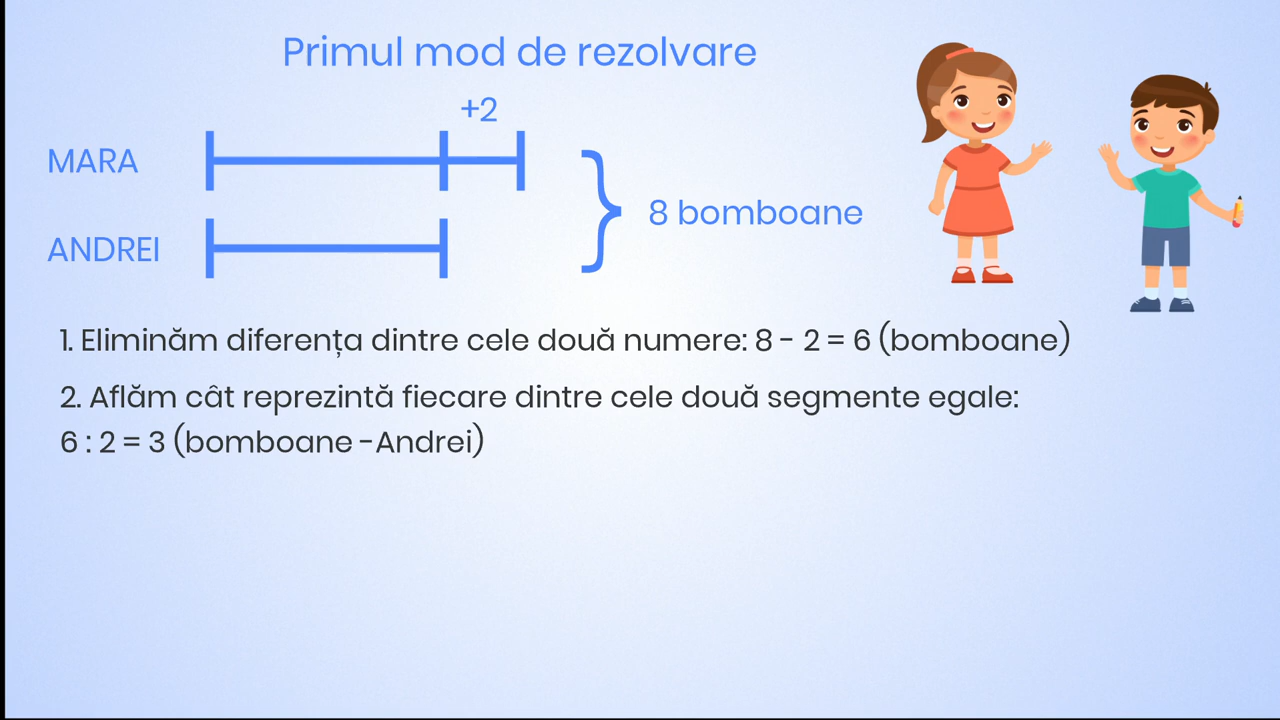 Primul mod de rezolvare
+2
MARA
8 bomboane
ANDREI
1. Eliminăm diferența dintre cele două numere: 8 - 2 = 6 (bomboane)
2. Aflăm cât reprezintă fiecare dintre cele două segmente egale:
6 : 2 = 3 (bomboane -Andrei)